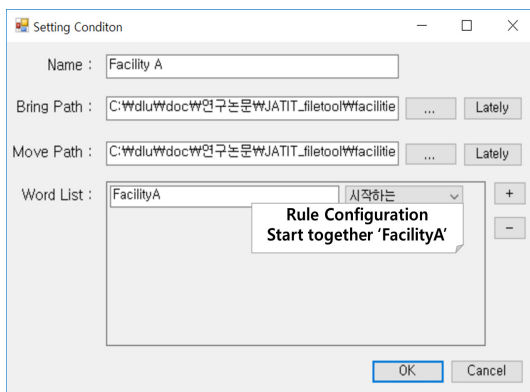 Setting Conditon
Name : Facility A
Bring Path : C:₩dlu₩doc₩연구논문₩JATIT_filetool₩facilitie ... Lately
Move Path : C:₩dlu₩doc₩연구논문₩JATIT_filetool₩facilitie ... Lately
Word List : FacilityA 시작하는 +
Rule Configuration
Start together ‘FacilityA’
-
OK Cancel